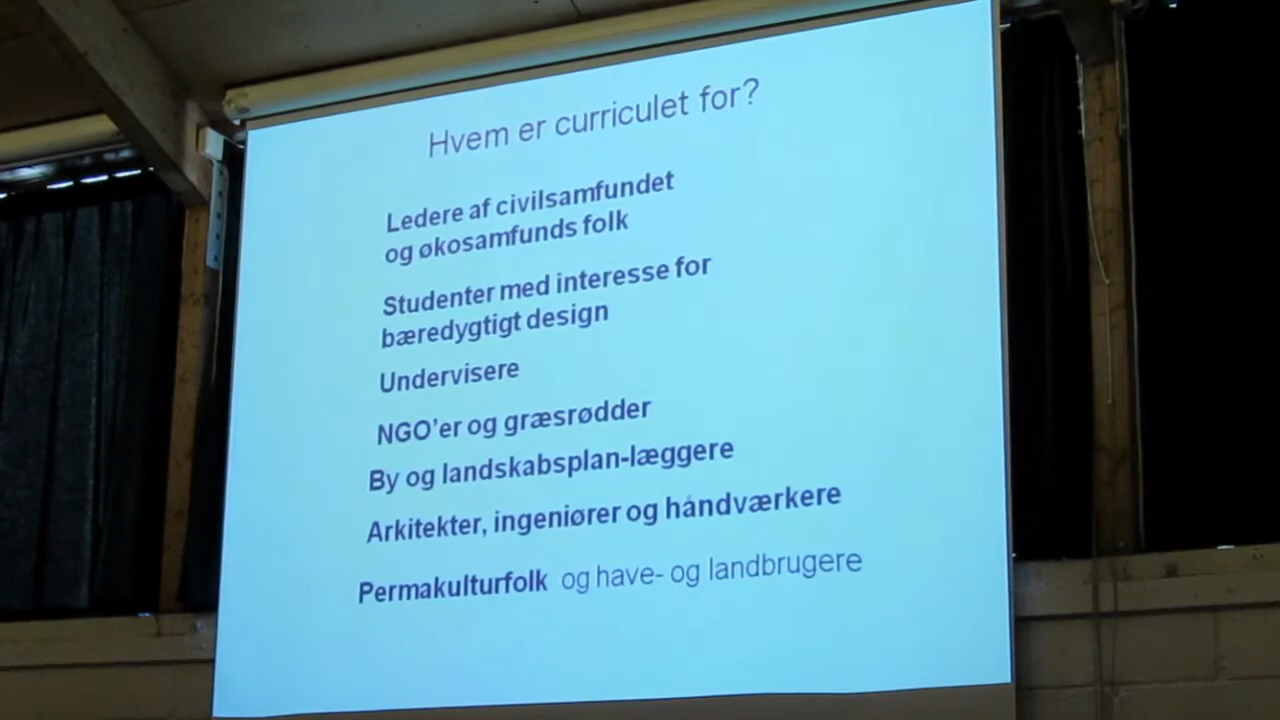 Hvem er curriculet for?
Ledere af civilsamfundet
og økosamfunds folk
Studenter med interesse for
bæredygtigt design
Undervisere
NGO’er og græsrødder
By og landskabsplan-læggere
Arkitekter, ingeniører og håndværkere
Permakulturfolk og have- og landbrugere